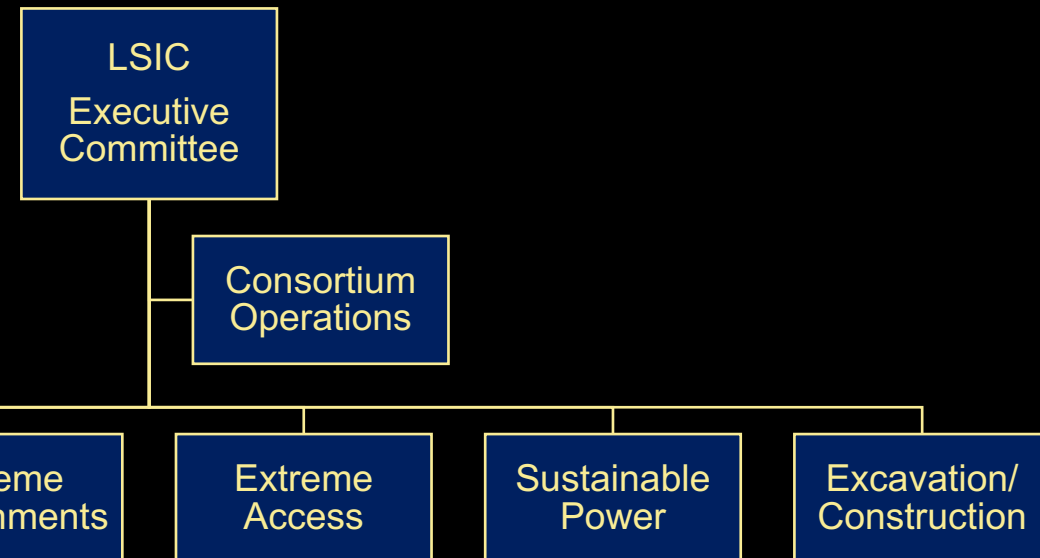 LSIC
Executive
Committee
Consortium
Operations
Extreme
Access
Sustainable
Power
Excavation/
Construction